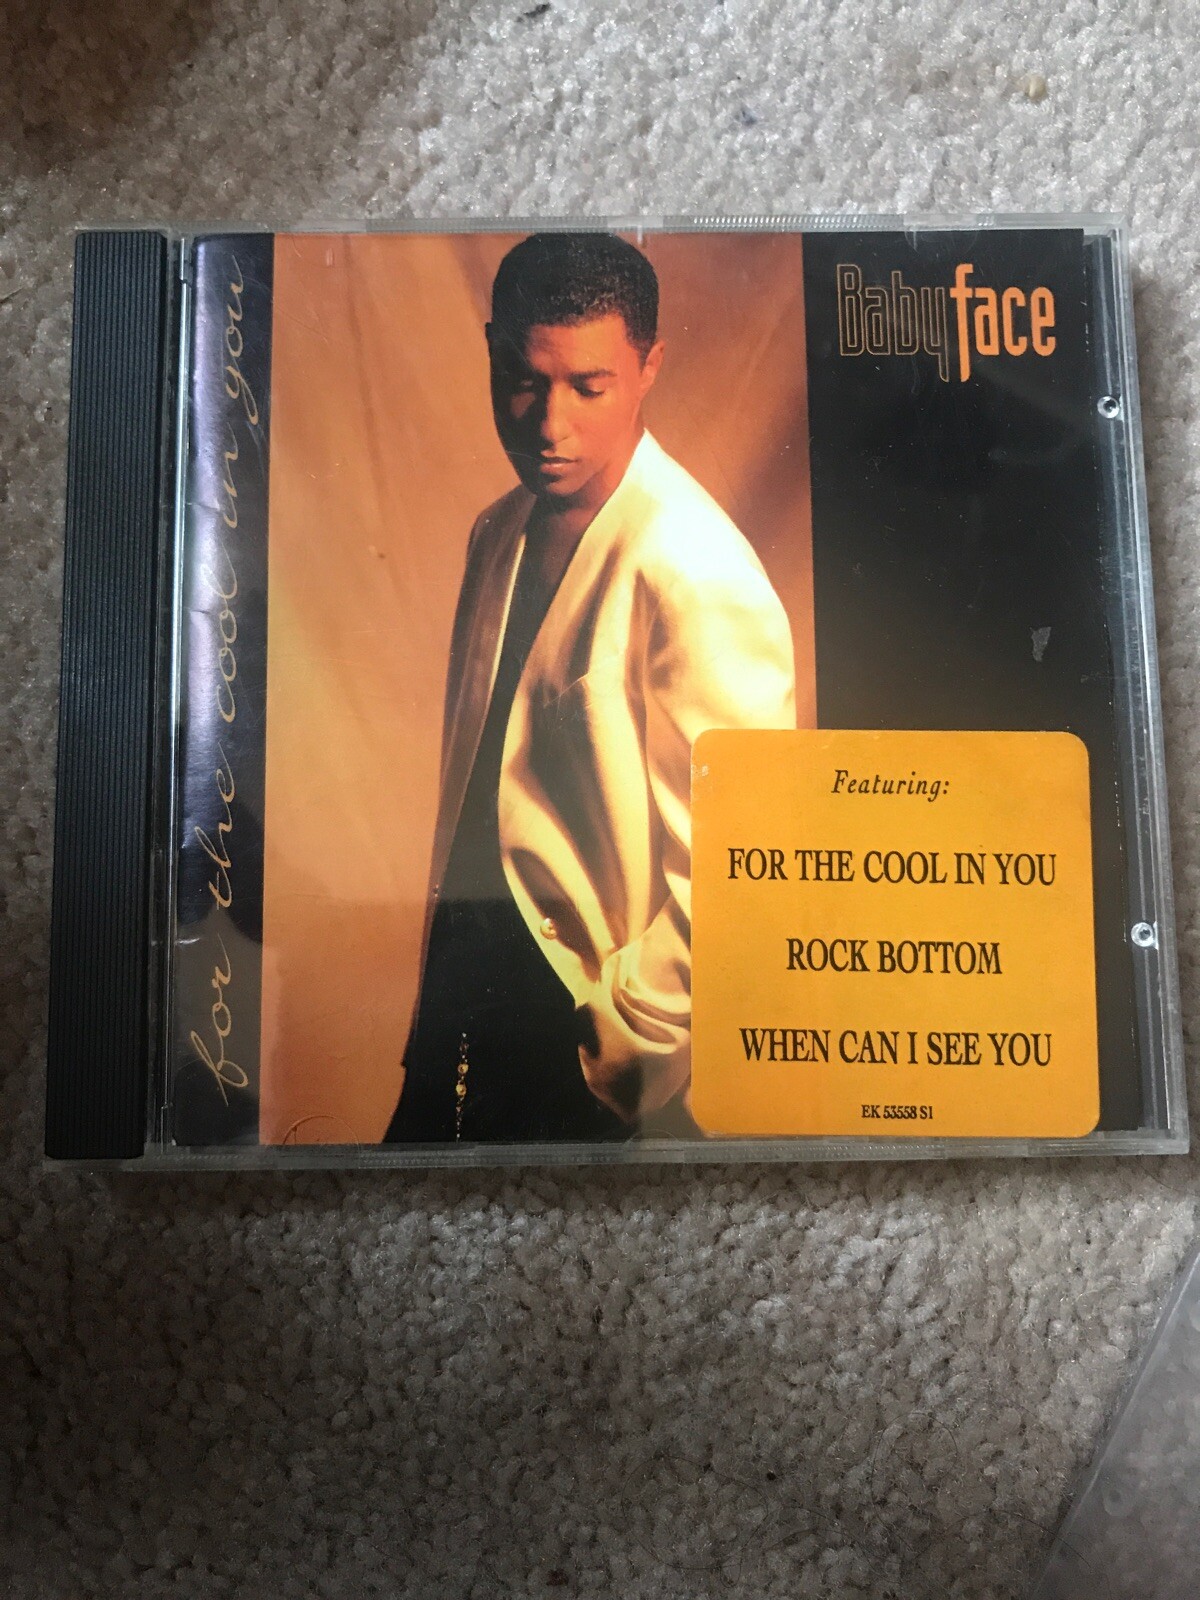 for the cool in you
Babyface
Featuring:
FOR THE COOL IN YOU
ROCK BOTTOM
WHEN CAN I SEE YOU
EK 53558 S1